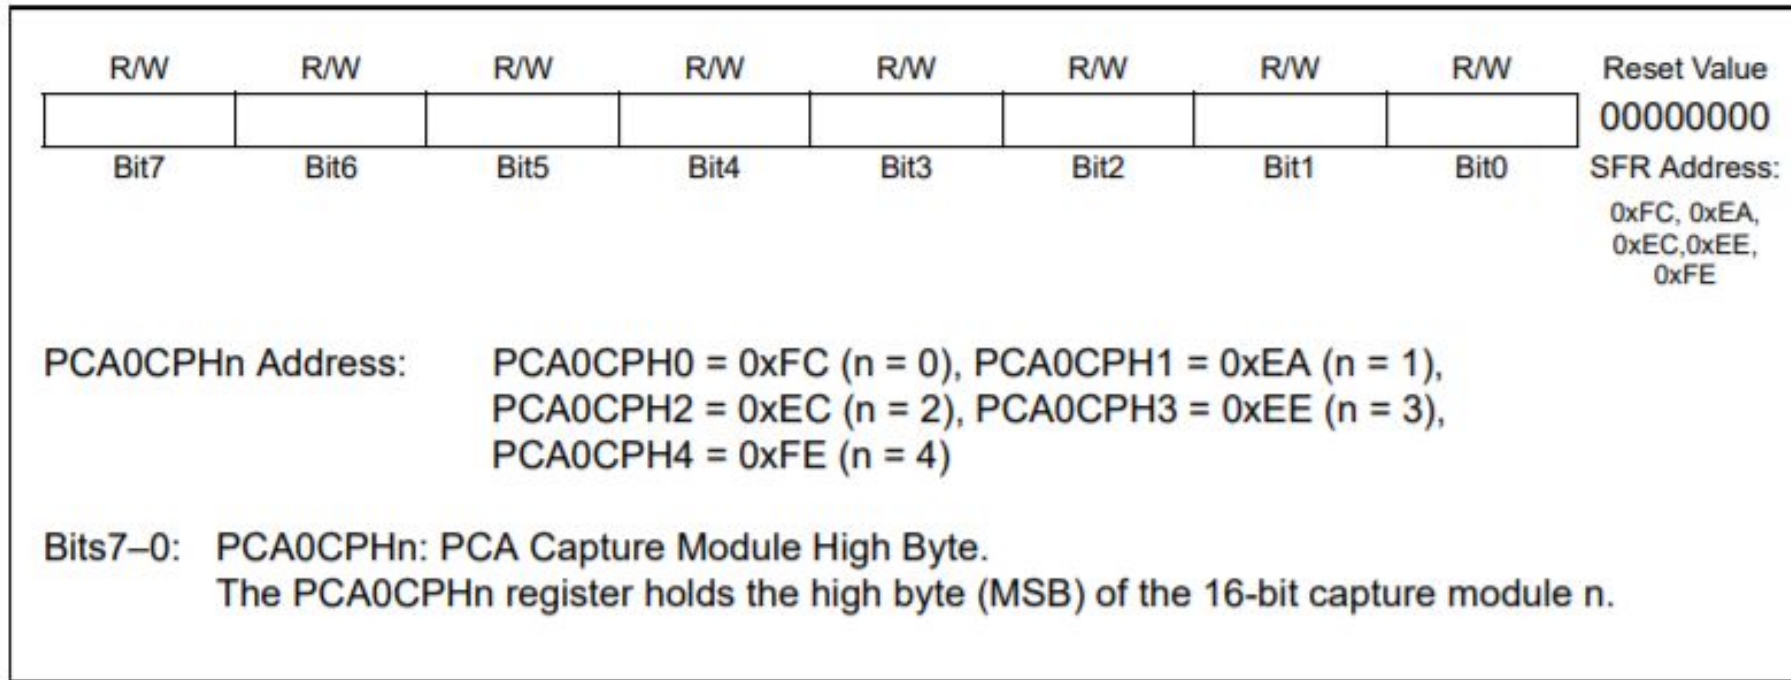 R/W R/W R/W R/W R/W R/W R/W R/W Reset Value
00000000
Bit7 Bit6 Bit5 Bit4 Bit3 Bit2 Bit1 Bit0 SFR Address:
0xFC, 0xEA,
0xEC,0xEE,
0xFE
PCA0CPHn Address: PCA0CPH0 = 0xFC (n = 0), PCA0CPH1 = 0xEA (n = 1),
PCA0CPH2 = 0xEC (n = 2), PCA0CPH3 = 0xEE (n = 3),
PCA0CPH4 = 0xFE (n = 4)
Bits7–0: PCA0CPHn: PCA Capture Module High Byte.
The PCA0CPHn register holds the high byte (MSB) of the 16-bit capture module n.